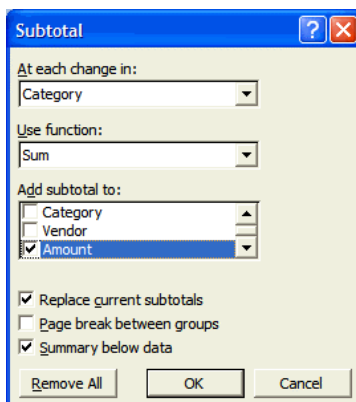 Subtotal
At each change in:
Category
Use function:
Sum
Add subtotal to:
Category
Vendor
Amount
Replace current subtotals
Page break between groups
Summary below data
Remove All OK Cancel